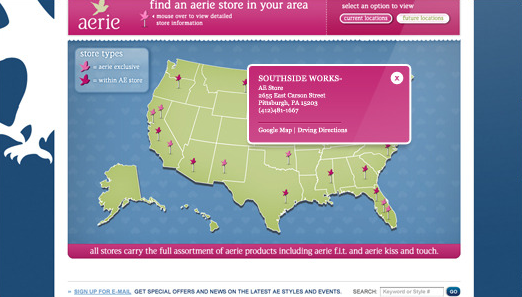 aerie
find an aerie store in your area
‹ mouse over to view detailed
store information
select an option to view
current locations
future locations
store types
= aerie exclusive
= within AE store
SOUTHSIDE WORKS-
All Store
2655 East Carson Street
Pittsburgh, PA 15203
(412)481-1667
Google Map | Drving Directions
X
all stores carry the full assortment of aerie products including aerie f.i.t. and aerie kiss and touch.
» SIGN UP FOR E-MAIL GET SPECIAL OFFERS AND NEWS ON THE LATEST AE STYLES AND EVENTS.
SEARCH: Keyword or Style # GO